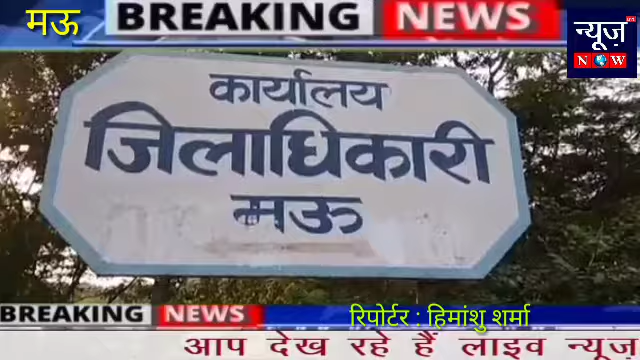 मऊ
BREAKING NEWS
न्यूज़
NOW
कार्यालय
जिलाधिकारी
मऊ
BREAKING NEWS
रिपोर्टर : हिमांशु शर्मा
आप देख रहे हैं लाइव न्यूज